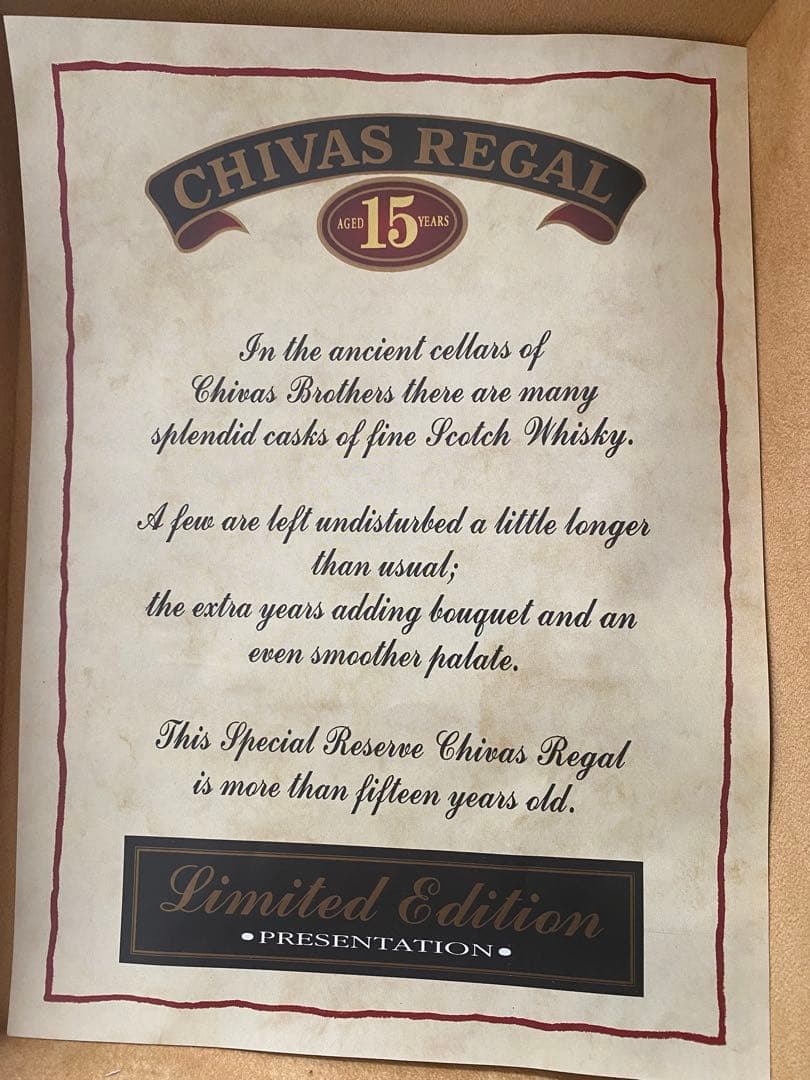 CHIVAS REGAL
AGED 15 YEARS
In the ancient cellars of
Chivas Brothers there are many
splendid casks of fine Scotch Whisky.
A few are left undisturbed a little longer
than usual;
the extra years adding bouquet and an
even smoother palate.
This Special Reserve Chivas Regal
is more than fifteen years old.
Limited Edition
•PRESENTATION•